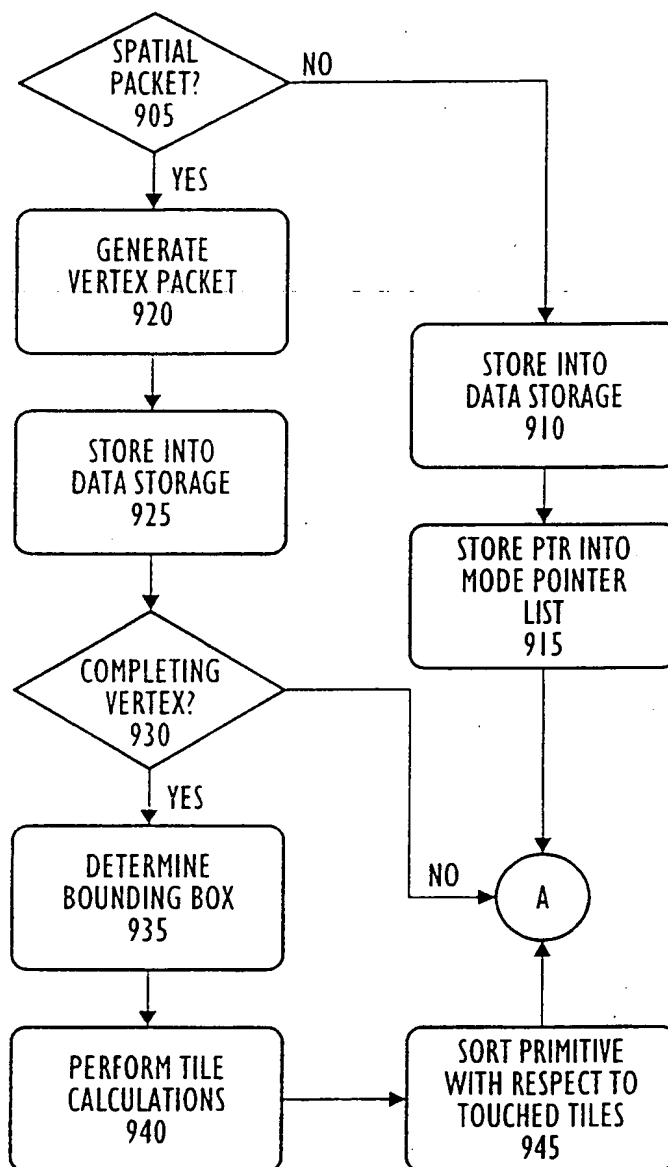 SPATIAL
PACKET?
905
NO
YES
GENERATE
VERTEX PACKET
920
STORE INTO
DATA STORAGE
910
STORE INTO
DATA STORAGE
925
STORE PTR INTO
MODE POINTER
LIST
915
COMPLETING
VERTEX?
930
YES
NO
A
DETERMINE
BOUNDING BOX
935
PERFORM TILE
CALCULATIONS
940
SORT PRIMITIVE
WITH RESPECT TO
TOUCHED TILES
945